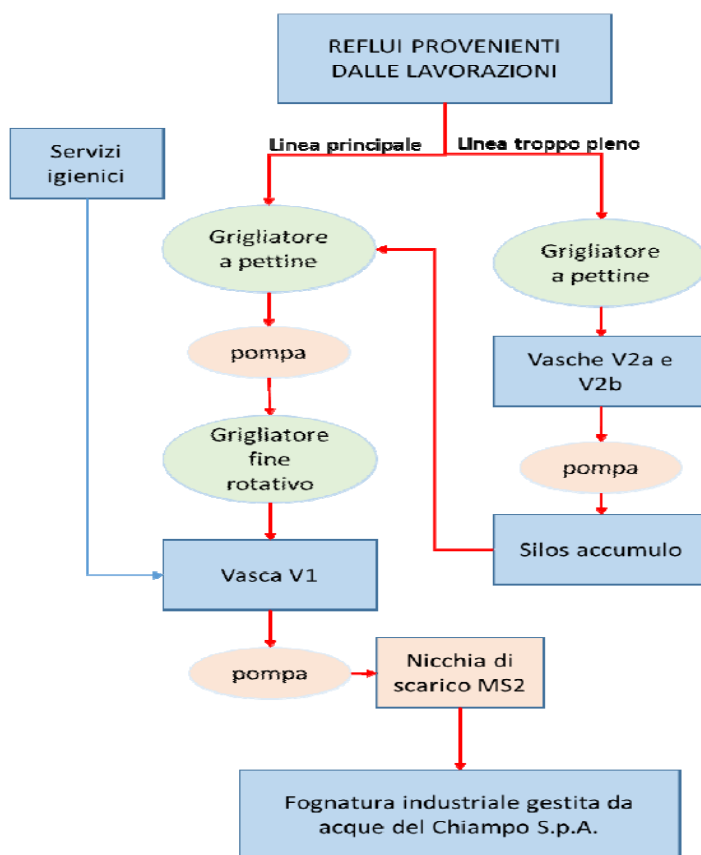 REFLUI PROVENIENTI
DALLE LAVORAZIONI
Linea principale
Linea troppo pieno
Servizi
igienici
Grigliatore
a pettine
Grigliatore
a pettine
pompa
Vasche V2a e
V2b
Grigliatore
fine
rotativo
pompa
Silos accumulo
Vasca V1
pompa
Nicchia di
scarico MS2
Fognatura industriale gestita da
acque del Chiampo S.p.A.